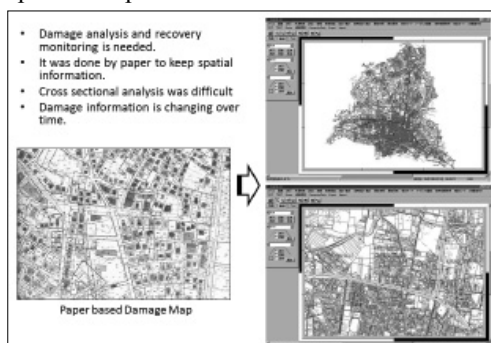 • Damage analysis and recovery
monitoring is needed.
• It was done by paper to keep spatial
information.
• Cross sectional analysis was difficult
• Damage information is changing over
time.
Paper based Damage Map